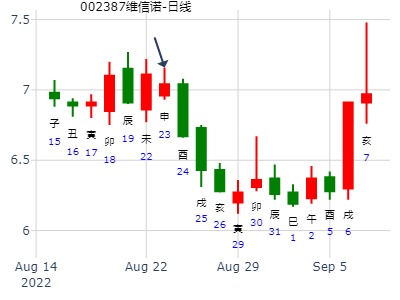 002387维信诺-日线
7.5
7
6.5
6
子
15
丑
16
寅
17
卯
18
辰
19
未
22
申
23
酉
24
戌
25
亥
26
寅
29
卯
30
辰
31
巳
1
午
2
酉
5
戌
6
亥
7
Aug 14
2022
Aug 22
Aug 29
Sep 5